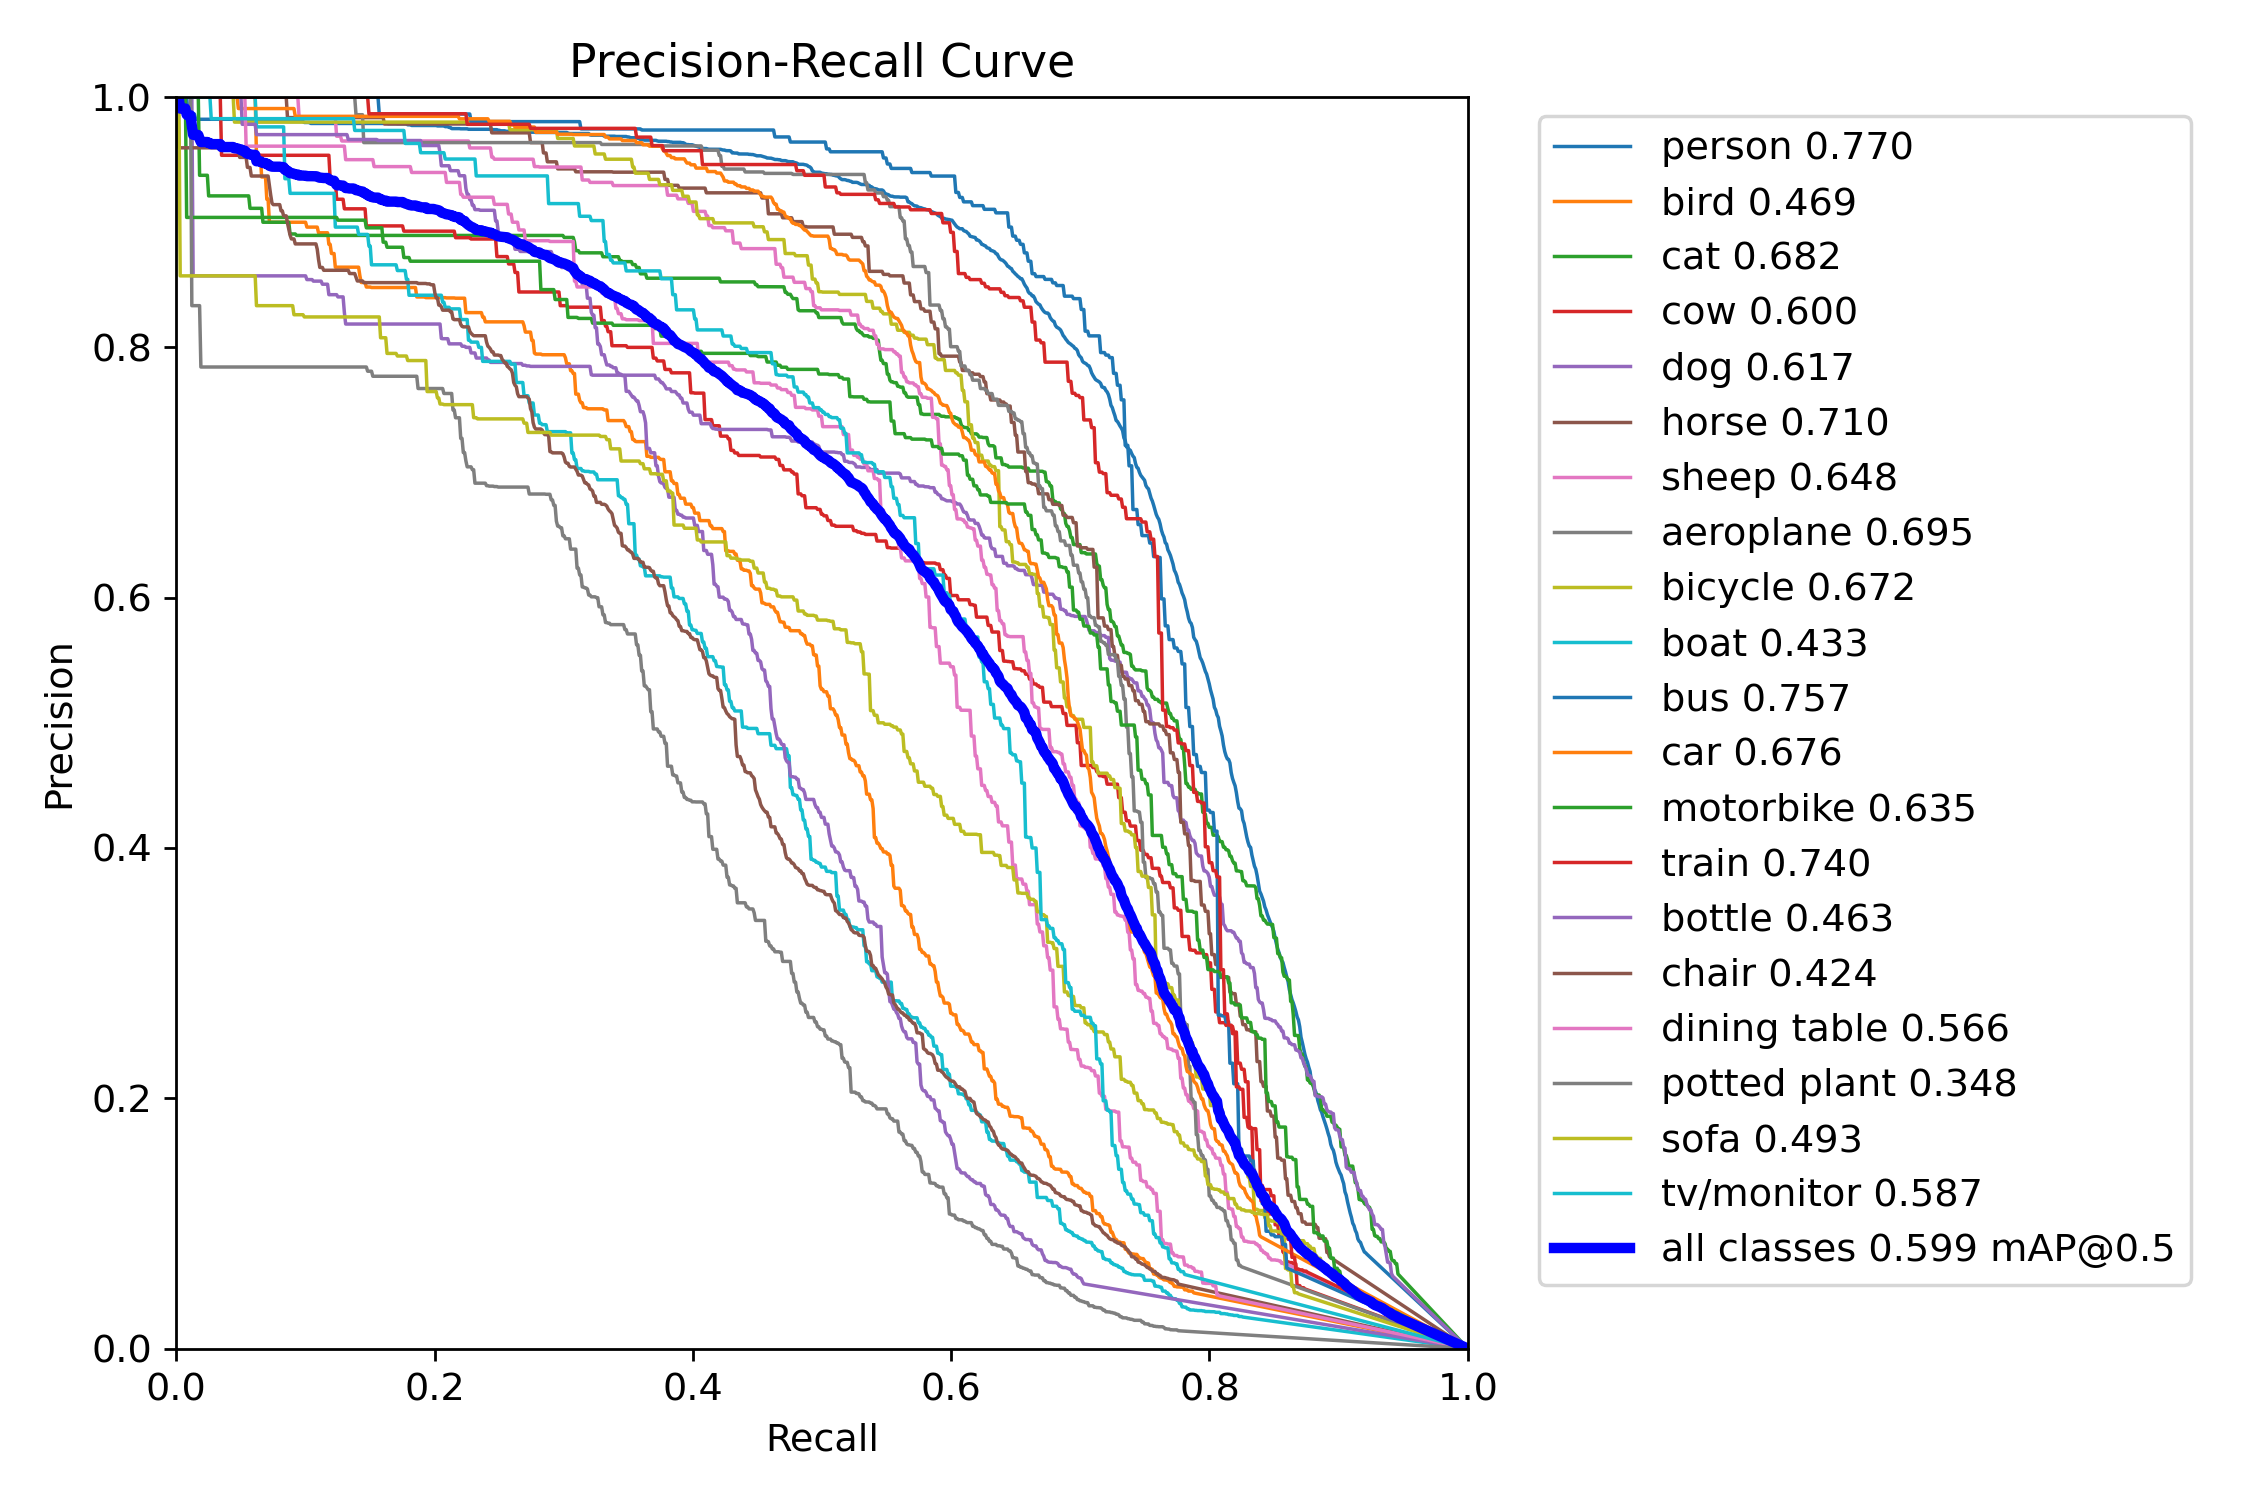 Precision-Recall Curve
1.0
0.8
0.6
0.4
0.2
0.0
Precision
0.0 0.2 0.4 0.6 0.8 1.0
Recall
person 0.770
bird 0.469
cat 0.682
cow 0.600
dog 0.617
horse 0.710
sheep 0.648
aeroplane 0.695
bicycle 0.672
boat 0.433
bus 0.757
car 0.676
motorbike 0.635
train 0.740
bottle 0.463
chair 0.424
dining table 0.566
potted plant 0.348
sofa 0.493
tv/monitor 0.587
all classes 0.599 mAP@0.5